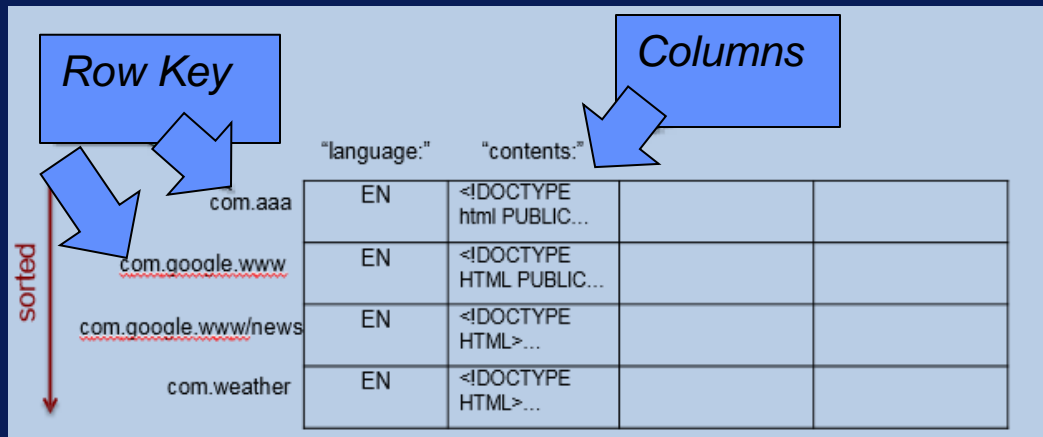 Row Key
Columns
“language:” “contents:”
com.aaa EN <!DOCTYPE
html PUBLIC...
com.google.www EN <!DOCTYPE
HTML PUBLIC...
com.google.www/news EN <!DOCTYPE
HTML>...
com.weather EN <!DOCTYPE
HTML>...
sorted